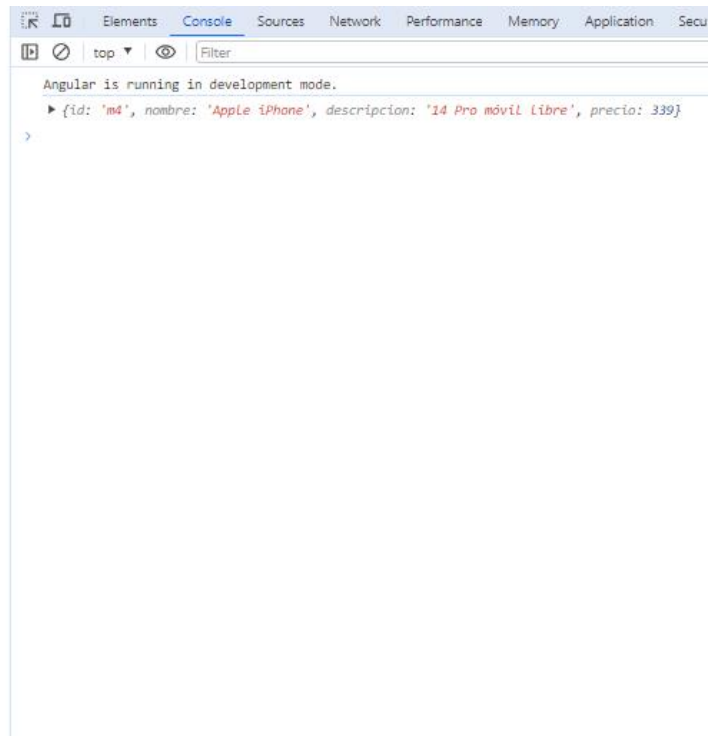 Elements Console Sources Network Performance Memory Application Secu
top ▼ Filter
Angular is running in development mode.
▶ {id: 'm4', nombre: 'Apple iPhone', descripcion: '14 Pro móvil libre', precio: 339}
>